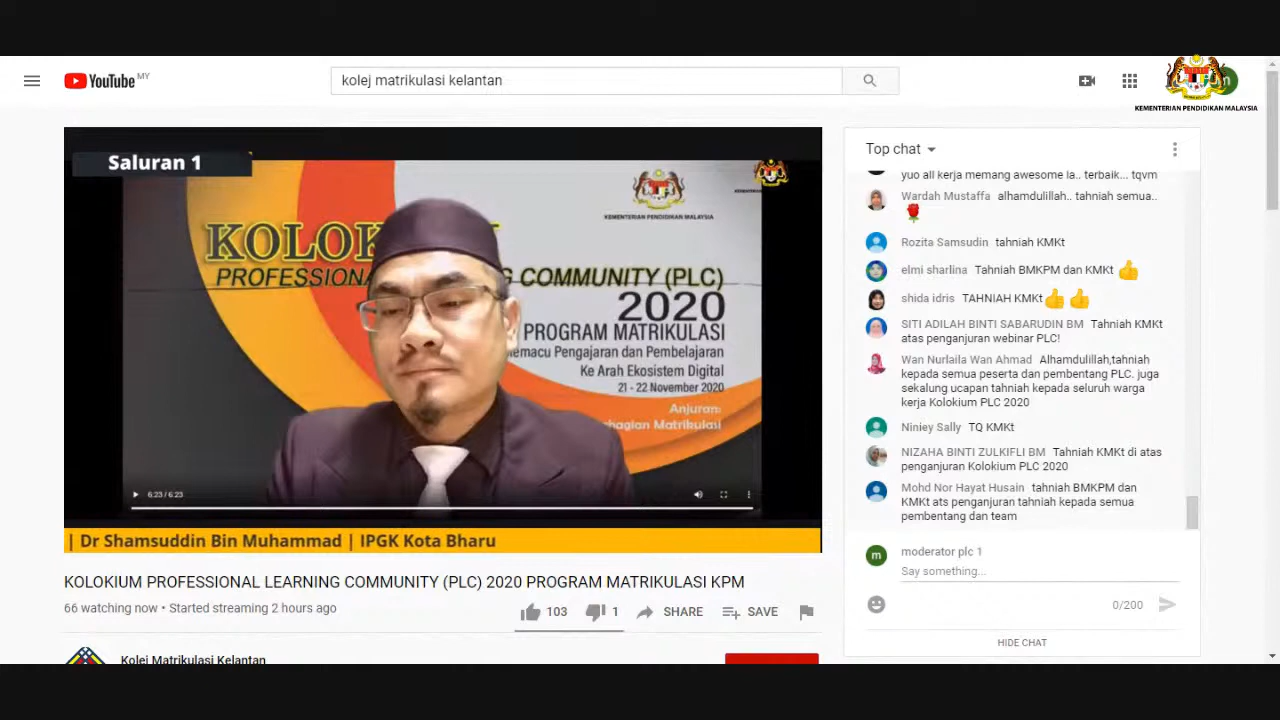 YouTube MY
kolej matrikulasi kelantan
KEMENTERIAN PENDIDIKAN MALAYSIA
Saluran 1
KEMENTERIAN PENDIDIKAN MALAYSIA
COMMUNITY (PLC)
2020
PROGRAM MATRIKULASI
Pengajaran dan Pembelajaran
Ke Arah Ekosistem Digital
21 - 22 November 2020
Anjuran:
Matrikulasi
6:23 / 6:23
| Dr Shamsuddin Bin Muhammad | IPGK Kota Bharu
KOLOKIUM PROFESSIONAL LEARNING COMMUNITY (PLC) 2020 PROGRAM MATRIKULASI KPM
66 watching now • Started streaming 2 hours ago
103
1
SHARE
SAVE
Kolej Matrikulasi Kelantan
Top chat
yuo all kerja memang awesome la.. terbaik... tqvm
Wardah Mustaffa alhamdulillah.. tahniah semua..
Rozita Samsudin tahniah KMKt
elmi sharlina Tahniah BMKPM dan KMKT
shida idris TAHNIAH KMKt
SITI ADILAH BINTI SABARUDIN BM Tahniah KMKt
atas penganjuran webinar PLC!
Wan Nurlaila Wan Ahmad Alhamdulillah,tahniah
kepada semua peserta dan pembentang PLC. juga
sekalung ucapan tahniah kepada seluruh warga
kerja Kolokium PLC 2020
Niniey Sally TQ KMKt
NIZAHA BINTI ZULKIFLI BM Tahniah KMKt di atas
penganjuran Kolokium PLC 2020
Mohd Nor Hayat Husain tahniah BMKPM dan
KMKT ats penganjuran tahniah kepada semua
pembentang dan team
moderator plc 1
Say something...
0/200
HIDE CHAT